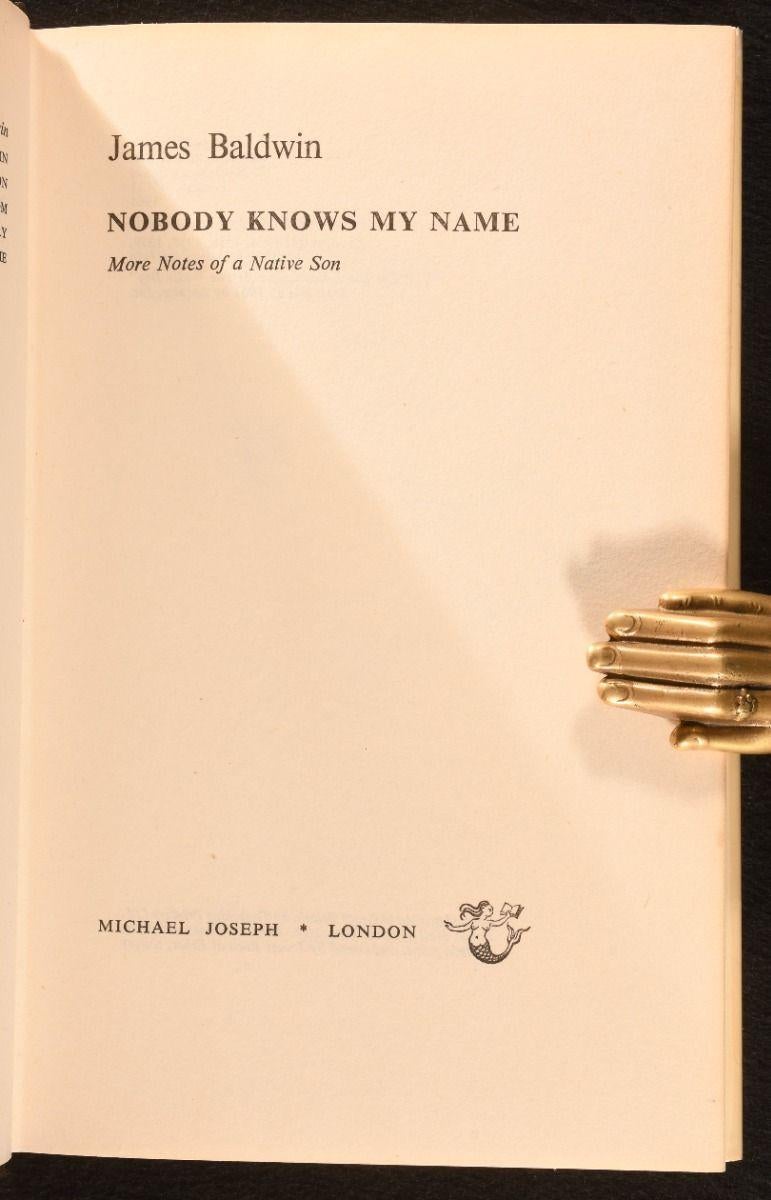 James Baldwin
NOBODY KNOWS MY NAME
More Notes of a Native Son
MICHAEL JOSEPH * LONDON